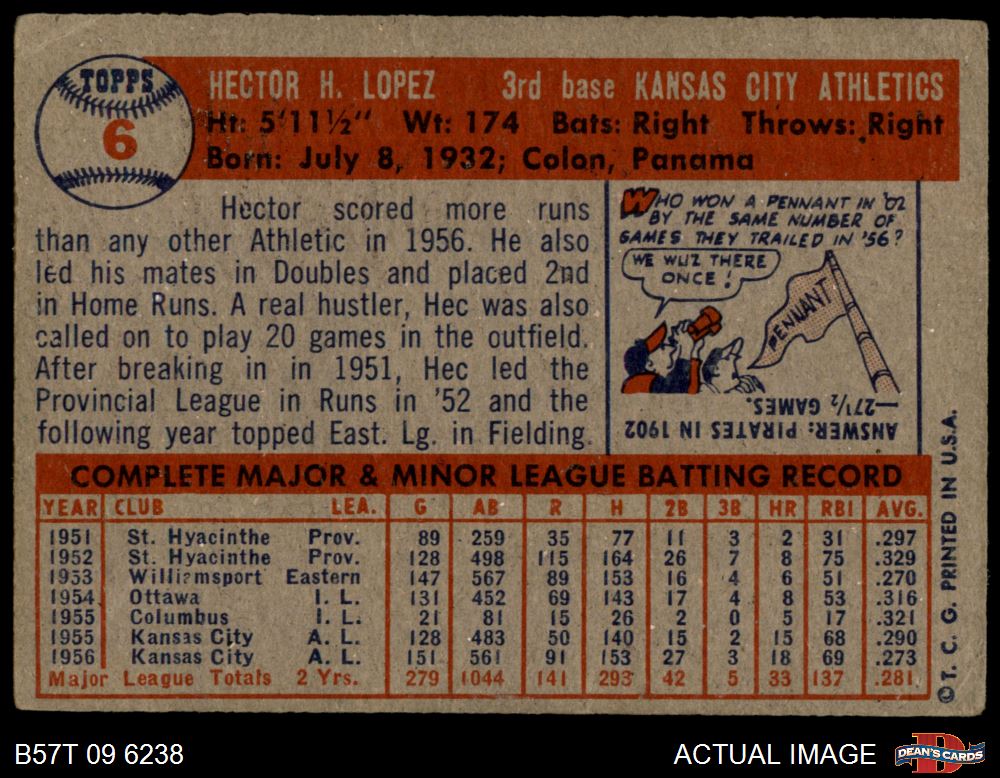 TOPPS
6
HECTOR H. LOPEZ 3rd base KANSAS CITY ATHLETICS
Ht: 5'11½" Wt: 174 Bats: Right Throws: Right
Born: July 8, 1932; Colon, Panama
Hector scored more runs
than any other Athletic in 1956. He also
led his mates in Doubles and placed 2nd
in Home Runs. A real hustler, Hec was also
called on to play 20 games in the outfield.
After breaking in in 1951, Hec led the
Provincial League in Runs in '52 and the
following year topped East. Lg. in Fielding.
WHO WON A PENNANT IN '02
BY THE SAME NUMBER OF
GAMES THEY TRAILED IN '56?
WE WUZ THERE
ONCE!
PENNANT
ANSWER: PIRATES IN 1902
—27½ GAMES.
COMPLETE MAJOR & MINOR LEAGUE BATTING RECORD
YEAR CLUB LEA. G AB R H 2B 3B HR RBI AVG.
1951 St. Hyacinthe Prov. 89 259 35 77 11 3 2 31 .297
1952 St. Hyacinthe Prov. 128 498 115 164 26 7 8 75 .329
1953 Williamsport Eastern 147 567 89 153 16 4 6 51 .270
1954 Ottawa I. L. 131 452 69 143 17 4 8 53 .316
1955 Columbus I. L. 21 81 15 26 2 0 5 17 .321
1955 Kansas City A. L. 128 483 50 140 15 2 15 68 .290
1956 Kansas City A. L. 151 561 91 153 27 3 18 69 .273
Major League Totals 2 Yrs. 279 1044 141 293 42 5 33 137 .281
© T. C. G. PRINTED IN U.S.A.
B57T 09 6238
ACTUAL IMAGE
DEAN'S CARDS